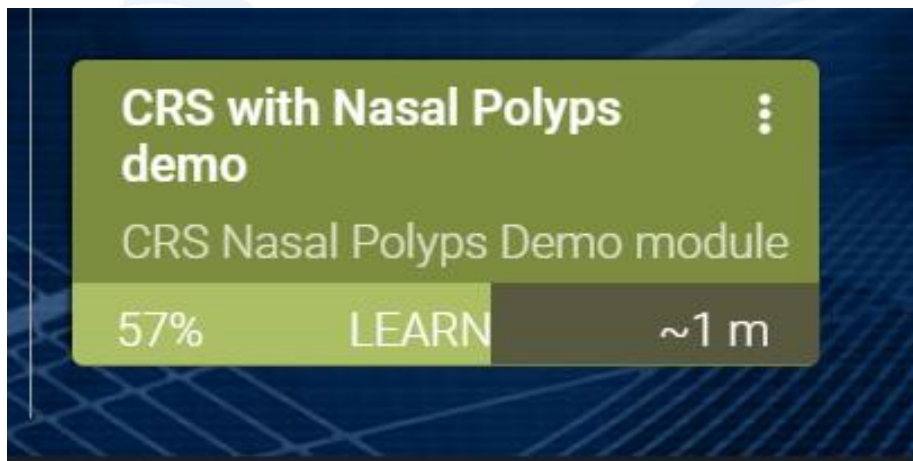 CRS with Nasal Polyps
demo
CRS Nasal Polyps Demo module
57% LEARN ~1 m